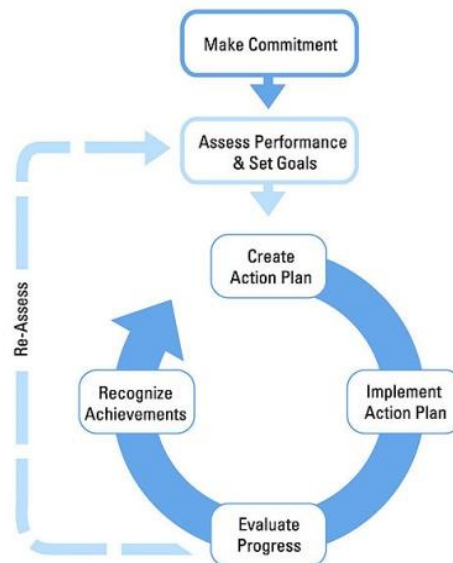 Make Commitment
Assess Performance
& Set Goals
Create
Action Plan
Re-Assess
Recognize
Achievements
Implement
Action Plan
Evaluate
Progress